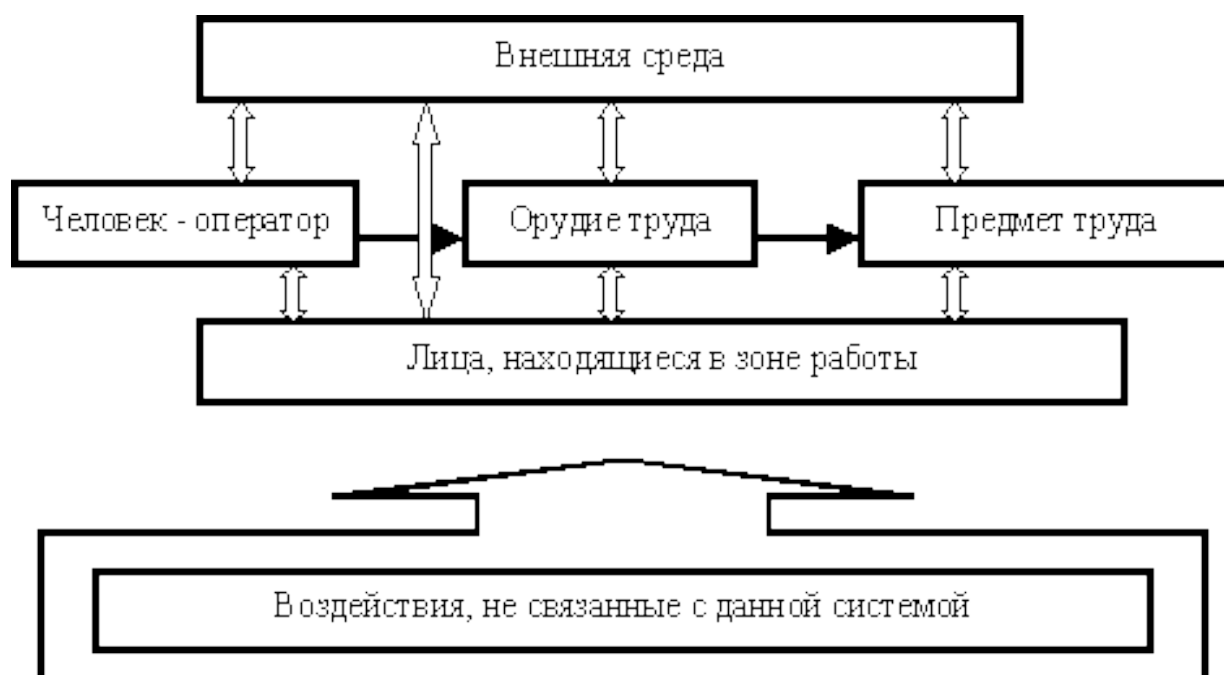 Внешняя среда
Человек - оператор
Орудие труда
Предмет труда
Лица, находящиеся в зоне работы
Воздействия, не связанные с данной системой